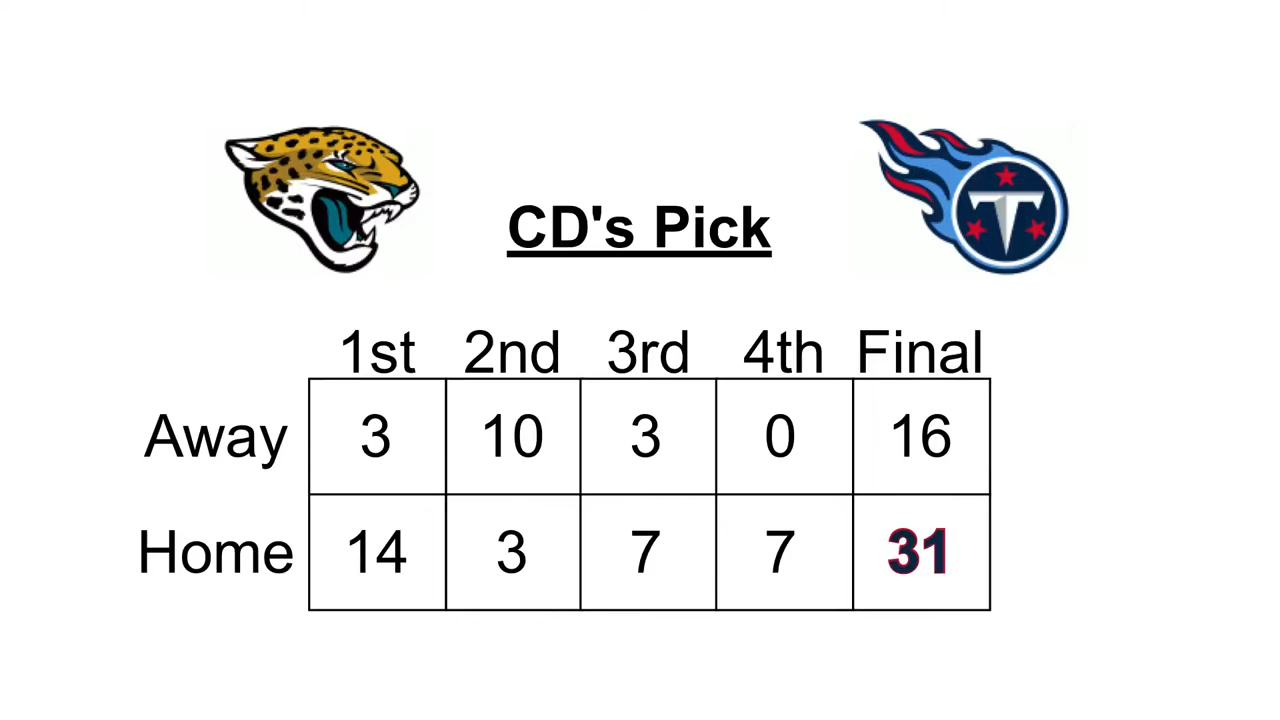 CD's Pick
1st 2nd 3rd 4th Final
Away 3 10 3 0 16
Home 14 3 7 7 31
T